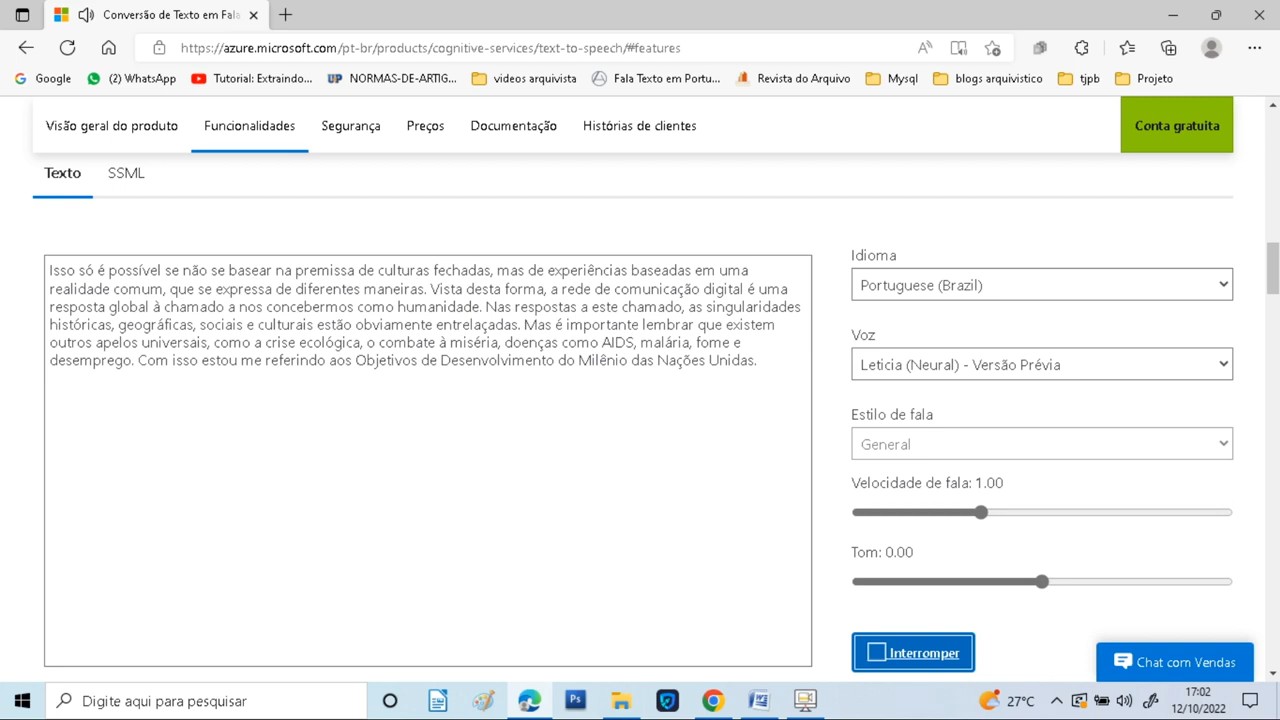 Conversão de Texto em Fala
https://azure.microsoft.com/pt-br/products/cognitive-services/text-to-speech/#features
Google
(2) WhatsApp
Tutorial: Extraindo...
UP NORMAS-DE-ARTIG...
videos arquivista
Fala Texto em Portu...
Revista do Arquivo
Mysql
blogs arquivistico
tjpb
Projeto
Visão geral do produto
Funcionalidades
Segurança
Preços
Documentação
Histórias de clientes
Conta gratuita
Texto
SSML
Isso só é possível se não se basear na premissa de culturas fechadas, mas de experiências baseadas em uma
realidade comum, que se expressa de diferentes maneiras. Vista desta forma, a rede de comunicação digital é uma
resposta global à chamado a nos concebermos como humanidade. Nas respostas a este chamado, as singularidades
históricas, geográficas, sociais e culturais estão obviamente entrelaçadas. Mas é importante lembrar que existem
outros apelos universais, como a crise ecológica, o combate à miséria, doenças como AIDS, malária, fome e
desemprego. Com isso estou me referindo aos Objetivos de Desenvolvimento do Milênio das Nações Unidas.
Idioma
Portuguese (Brazil)
Voz
Leticia (Neural) - Versão Prévia
Estilo de fala
General
Velocidade de fala: 1.00
Tom: 0.00
Interromper
Chat com Vendas
Digite aqui para pesquisar
Ps
27°C
17:02
12/10/2022